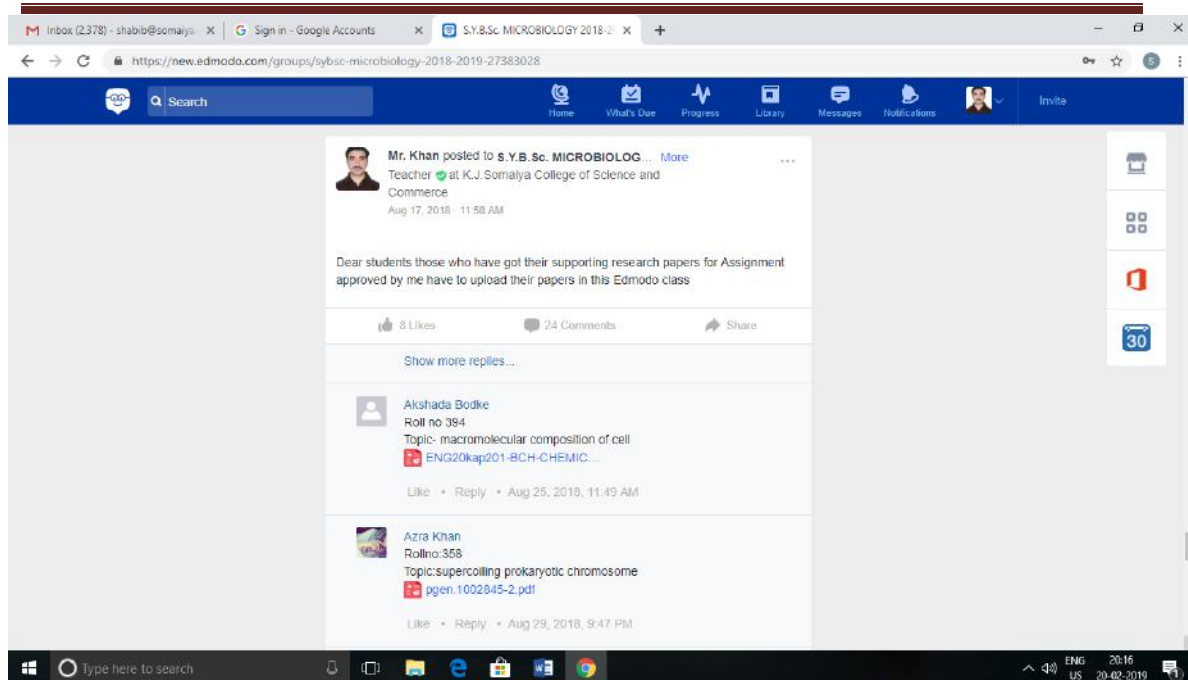 Inbox (2,378) - shabib@somaiya.
Sign in - Google Accounts
S.Y.B.Sc. MICROBIOLOGY 2018-2
https://new.edmodo.com/groups/sybsc-microbiology-2018-2019-27383028
Search
Home
What's Due
Progress
Library
Messages
Notifications
Invite
Mr. Khan posted to S.Y.B.Sc. MICROBIOLOG... More
Teacher at K.J.Somaiya College of Science and
Commerce
Aug 17, 2018 · 11:58 AM
Dear students those who have got their supporting research papers for Assignment
approved by me have to upload their papers in this Edmodo class
8 Likes
24 Comments
Share
Show more replies...
Akshada Bodke
Roll no 394
Topic- macromolecular composition of cell
ENG20kap201-BCH-CHEMIC...
Like • Reply • Aug 25, 2018, 11:49 AM
Azra Khan
Rollno:358
Topic:supercoiling prokaryotic chromosome
pgen.1002845-2.pdf
Like • Reply • Aug 29, 2018, 9:47 PM
S
30
Type here to search
ENG
US
20:16
20-02-2019